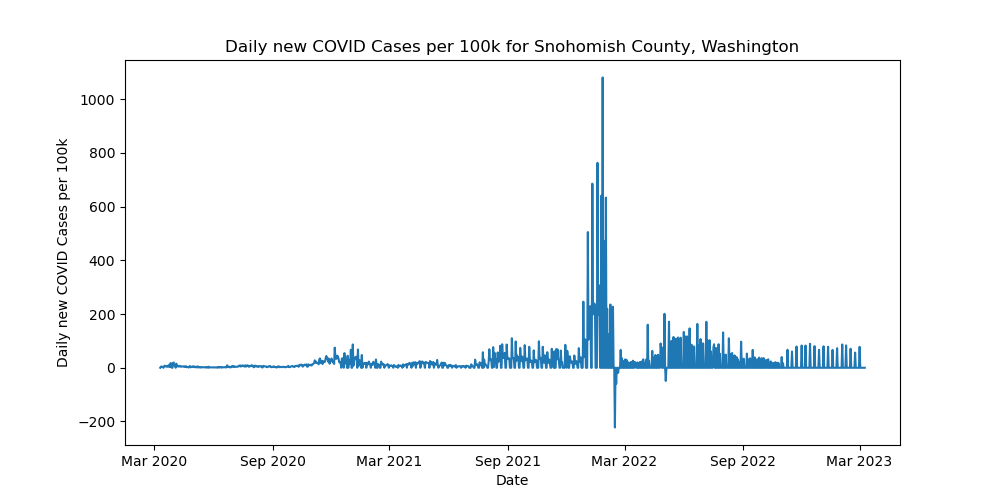 Daily new COVID Cases per 100k for Snohomish County, Washington
Daily new COVID Cases per 100k
1000
800
600
400
200
0
−200
Mar 2020
Sep 2020
Mar 2021
Sep 2021
Mar 2022
Sep 2022
Mar 2023
Date